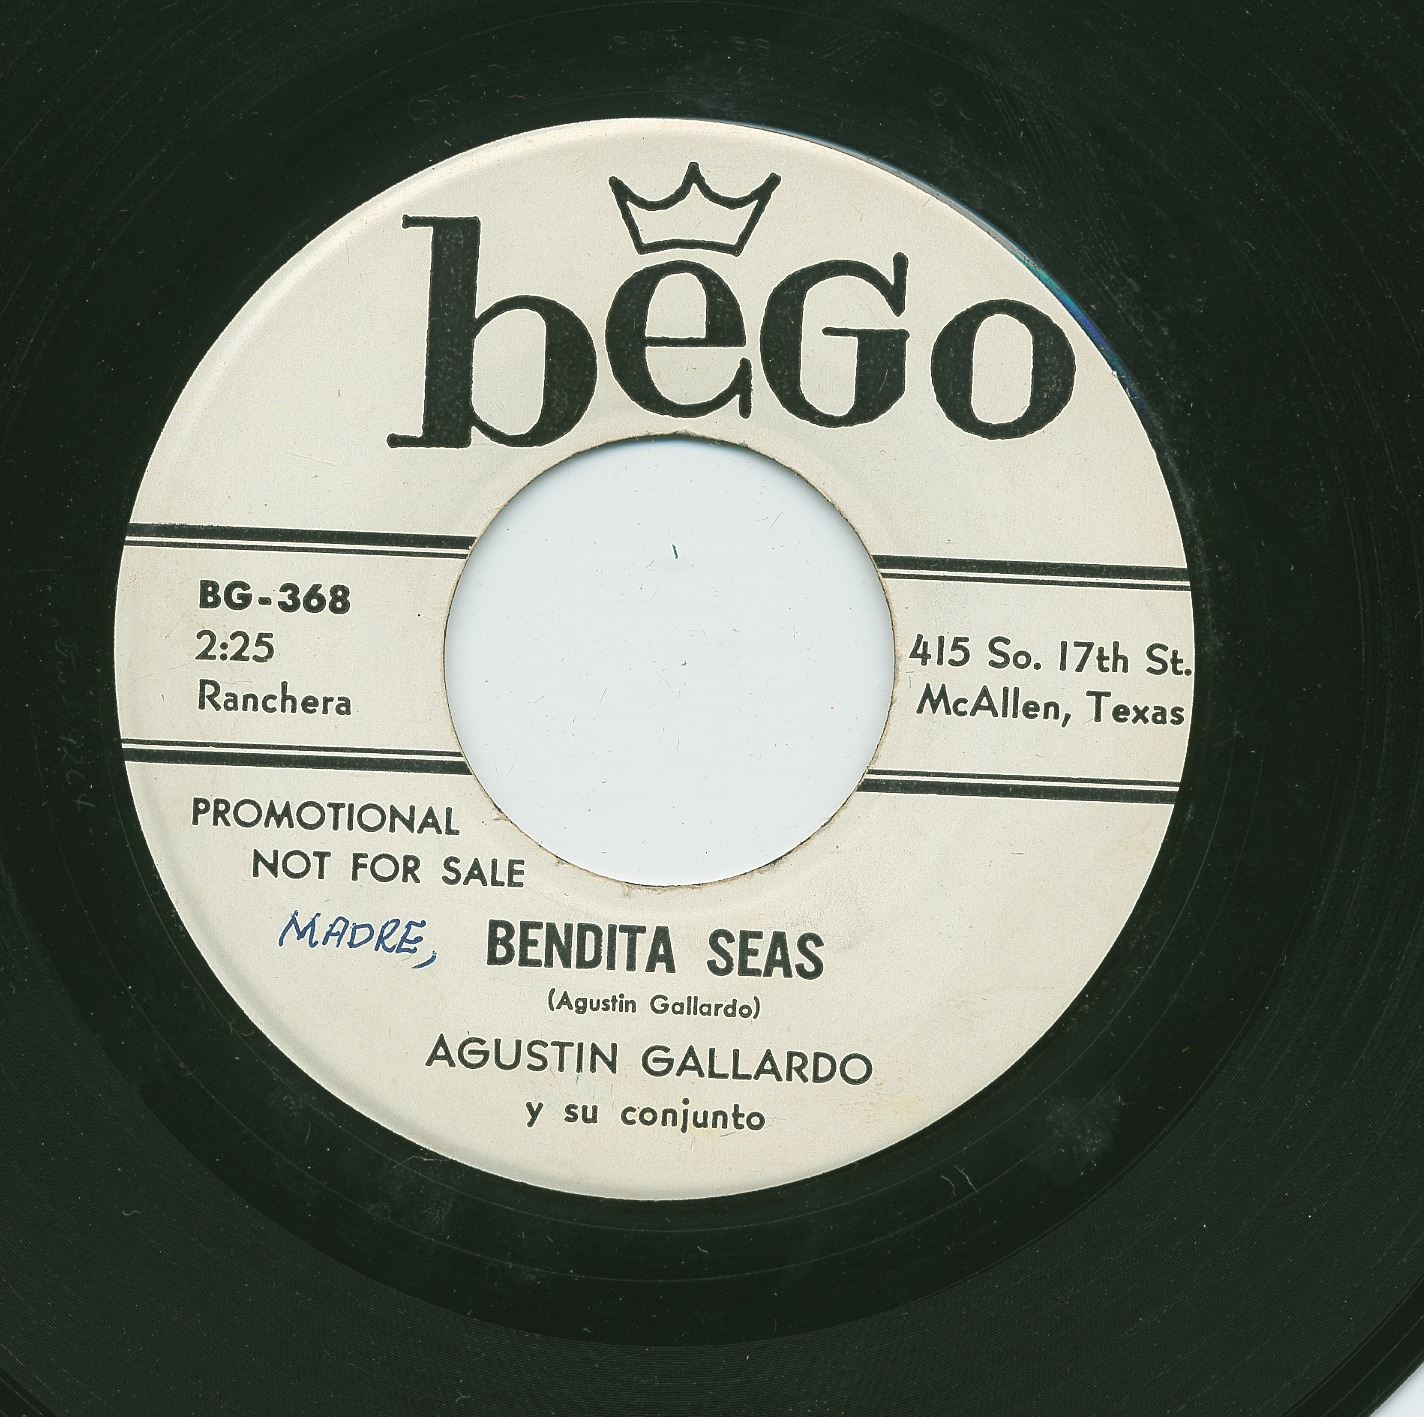 beGo
BG-368
2:25
Ranchera
415 So. 17th St.
McAllen, Texas
PROMOTIONAL
NOT FOR SALE
MADRE, BENDITA SEAS
(Agustin Gallardo)
AGUSTIN GALLARDO
y su conjunto